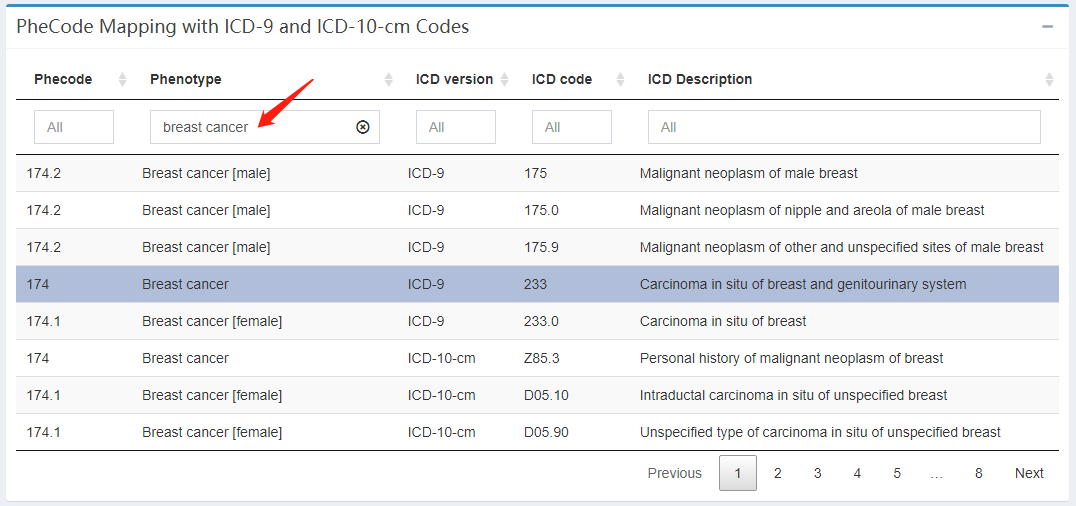 PheCode Mapping with ICD-9 and ICD-10-cm Codes
Phecode Phenotype ICD version ICD code ICD Description
All breast cancer All All All
174.2 Breast cancer [male] ICD-9 175 Malignant neoplasm of male breast
174.2 Breast cancer [male] ICD-9 175.0 Malignant neoplasm of nipple and areola of male breast
174.2 Breast cancer [male] ICD-9 175.9 Malignant neoplasm of other and unspecified sites of male breast
174 Breast cancer ICD-9 233 Carcinoma in situ of breast and genitourinary system
174.1 Breast cancer [female] ICD-9 233.0 Carcinoma in situ of breast
174 Breast cancer ICD-10-cm Z85.3 Personal history of malignant neoplasm of breast
174.1 Breast cancer [female] ICD-10-cm D05.10 Intraductal carcinoma in situ of unspecified breast
174.1 Breast cancer [female] ICD-10-cm D05.90 Unspecified type of carcinoma in situ of unspecified breast
Previous 1 2 3 4 5 … 8 Next